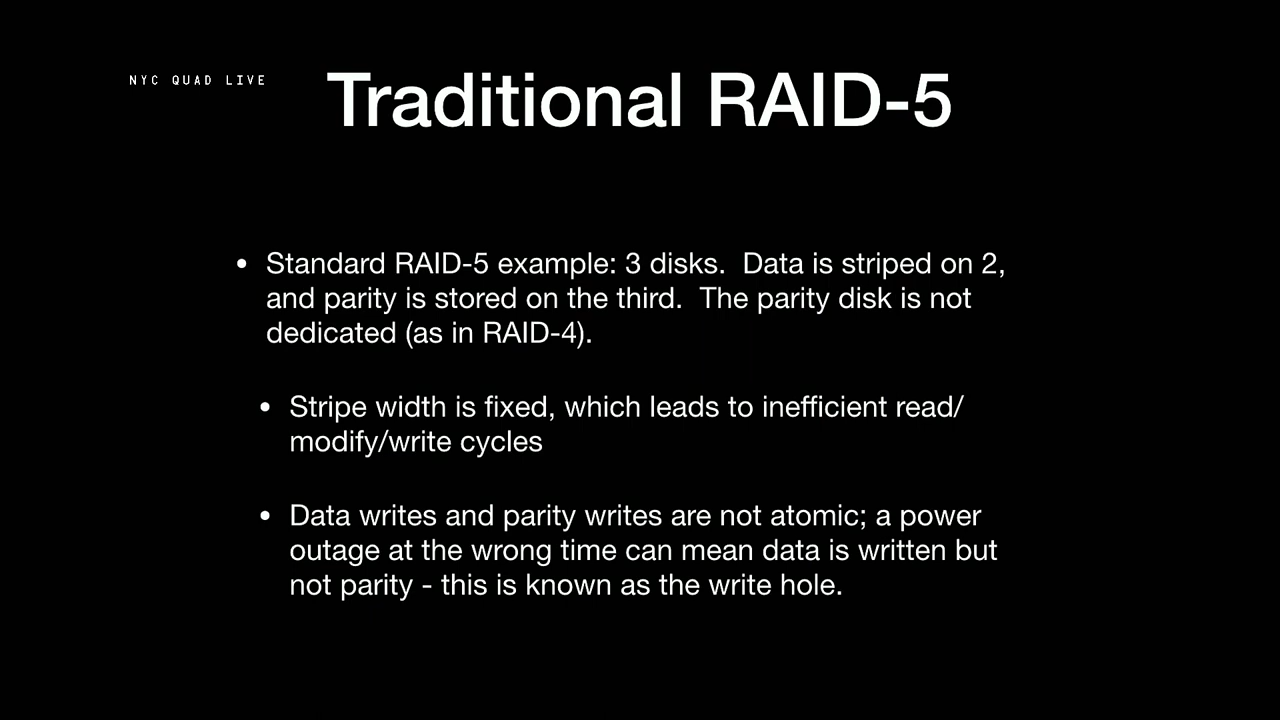 NYC QUAD LIVE
Traditional RAID-5
• Standard RAID-5 example: 3 disks.  Data is striped on 2,
and parity is stored on the third.  The parity disk is not
dedicated (as in RAID-4).
• Stripe width is fixed, which leads to inefficient read/
modify/write cycles
• Data writes and parity writes are not atomic; a power
outage at the wrong time can mean data is written but
not parity - this is known as the write hole.